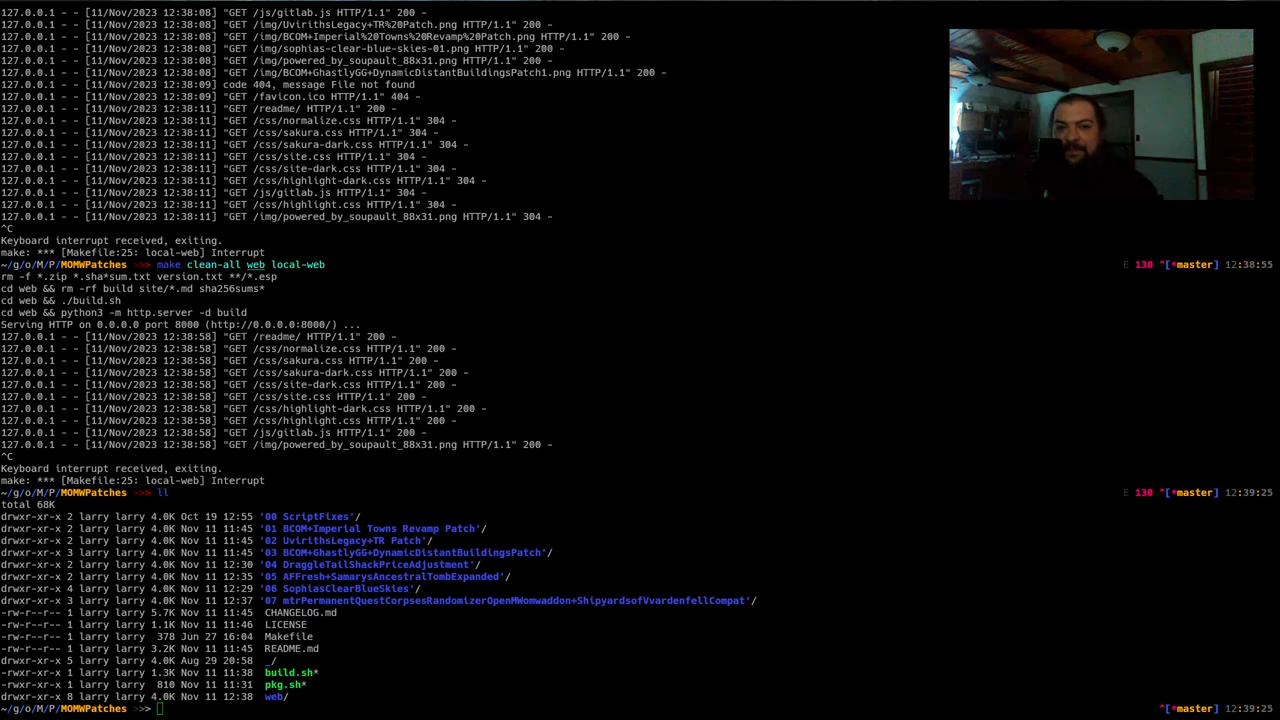 127.0.0.1 - - [11/Nov/2023 12:38:08] "GET /js/gitlab.js HTTP/1.1" 200 -
127.0.0.1 - - [11/Nov/2023 12:38:08] "GET /img/UvirithsLegacy+TR%20Patch.png HTTP/1.1" 200 -
127.0.0.1 - - [11/Nov/2023 12:38:08] "GET /img/BCOM+Imperial%20Towns%20Revamp%20Patch.png HTTP/1.1" 200 -
127.0.0.1 - - [11/Nov/2023 12:38:08] "GET /img/sophias-clear-blue-skies-01.png HTTP/1.1" 200 -
127.0.0.1 - - [11/Nov/2023 12:38:08] "GET /img/powered_by_soupault_88x31.png HTTP/1.1" 200 -
127.0.0.1 - - [11/Nov/2023 12:38:08] "GET /img/BCOM+GhastlyGG+DynamicDistantBuildingsPatch1.png HTTP/1.1" 200 -
127.0.0.1 - - [11/Nov/2023 12:38:09] code 404, message File not found
127.0.0.1 - - [11/Nov/2023 12:38:09] "GET /favicon.ico HTTP/1.1" 404 -
127.0.0.1 - - [11/Nov/2023 12:38:11] "GET /readme/ HTTP/1.1" 200 -
127.0.0.1 - - [11/Nov/2023 12:38:11] "GET /css/normalize.css HTTP/1.1" 304 -
127.0.0.1 - - [11/Nov/2023 12:38:11] "GET /css/sakura.css HTTP/1.1" 304 -
127.0.0.1 - - [11/Nov/2023 12:38:11] "GET /css/sakura-dark.css HTTP/1.1" 304 -
127.0.0.1 - - [11/Nov/2023 12:38:11] "GET /css/site.css HTTP/1.1" 304 -
127.0.0.1 - - [11/Nov/2023 12:38:11] "GET /css/site-dark.css HTTP/1.1" 304 -
127.0.0.1 - - [11/Nov/2023 12:38:11] "GET /css/highlight-dark.css HTTP/1.1" 304 -
127.0.0.1 - - [11/Nov/2023 12:38:11] "GET /js/gitlab.js HTTP/1.1" 304 -
127.0.0.1 - - [11/Nov/2023 12:38:11] "GET /css/highlight.css HTTP/1.1" 304 -
127.0.0.1 - - [11/Nov/2023 12:38:11] "GET /img/powered_by_soupault_88x31.png HTTP/1.1" 304 -
^C
Keyboard interrupt received, exiting.
make: *** [Makefile:25: local-web] Interrupt
~/g/o/M/P/MOMWPatches >>> make clean-all web local-web E 130 ^[*master] 12:38:55
rm -f *.zip *.sha*sum.txt version.txt **/*.esp
cd web && rm -rf build site/*.md sha256sums*
cd web && ./build.sh
cd web && python3 -m http.server -d build
Serving HTTP on 0.0.0.0 port 8000 (http://0.0.0.0:8000/) ...
127.0.0.1 - - [11/Nov/2023 12:38:58] "GET /readme/ HTTP/1.1" 200 -
127.0.0.1 - - [11/Nov/2023 12:38:58] "GET /css/normalize.css HTTP/1.1" 200 -
127.0.0.1 - - [11/Nov/2023 12:38:58] "GET /css/sakura.css HTTP/1.1" 200 -
127.0.0.1 - - [11/Nov/2023 12:38:58] "GET /css/sakura-dark.css HTTP/1.1" 200 -
127.0.0.1 - - [11/Nov/2023 12:38:58] "GET /css/site-dark.css HTTP/1.1" 200 -
127.0.0.1 - - [11/Nov/2023 12:38:58] "GET /css/site.css HTTP/1.1" 200 -
127.0.0.1 - - [11/Nov/2023 12:38:58] "GET /css/highlight-dark.css HTTP/1.1" 200 -
127.0.0.1 - - [11/Nov/2023 12:38:58] "GET /css/highlight.css HTTP/1.1" 200 -
127.0.0.1 - - [11/Nov/2023 12:38:58] "GET /js/gitlab.js HTTP/1.1" 200 -
127.0.0.1 - - [11/Nov/2023 12:38:58] "GET /img/powered_by_soupault_88x31.png HTTP/1.1" 200 -
^C
Keyboard interrupt received, exiting.
make: *** [Makefile:25: local-web] Interrupt
~/g/o/M/P/MOMWPatches >>> ll E 130 ^[*master] 12:39:25
total 68K
drwxr-xr-x 2 larry larry 4.0K Oct 19 12:55 '00 ScriptFixes'/
drwxr-xr-x 2 larry larry 4.0K Nov 11 11:45 '01 BCOM+Imperial Towns Revamp Patch'/
drwxr-xr-x 2 larry larry 4.0K Nov 11 11:45 '02 UvirithsLegacy+TR Patch'/
drwxr-xr-x 3 larry larry 4.0K Nov 11 11:45 '03 BCOM+GhastlyGG+DynamicDistantBuildingsPatch'/
drwxr-xr-x 2 larry larry 4.0K Nov 11 12:30 '04 DraggleTailShackPriceAdjustment'/
drwxr-xr-x 2 larry larry 4.0K Nov 11 12:35 '05 AFFresh+SamarysAncestralTombExpanded'/
drwxr-xr-x 4 larry larry 4.0K Nov 11 12:29 '06 SophiasClearBlueSkies'/
drwxr-xr-x 3 larry larry 4.0K Nov 11 12:37 '07 mtrPermanentQuestCorpsesRandomizerOpenMWomwaddon+ShipyardsofVvardenfellCompat'/
-rw-r--r-- 1 larry larry 5.7K Nov 11 11:45 CHANGELOG.md
-rw-r--r-- 1 larry larry 1.1K Nov 11 11:46 LICENSE
-rw-r--r-- 1 larry larry 378 Jun 27 16:04 Makefile
-rw-r--r-- 1 larry larry 3.2K Nov 11 11:45 README.md
drwxr-xr-x 5 larry larry 4.0K Aug 29 20:58 _/
-rwxr-xr-x 1 larry larry 1.3K Nov 11 11:38 build.sh*
-rwxr-xr-x 1 larry larry 810 Nov 11 11:31 pkg.sh*
drwxr-xr-x 8 larry larry 4.0K Nov 11 12:38 web/
~/g/o/M/P/MOMWPatches >>> ^[*master] 12:39:25